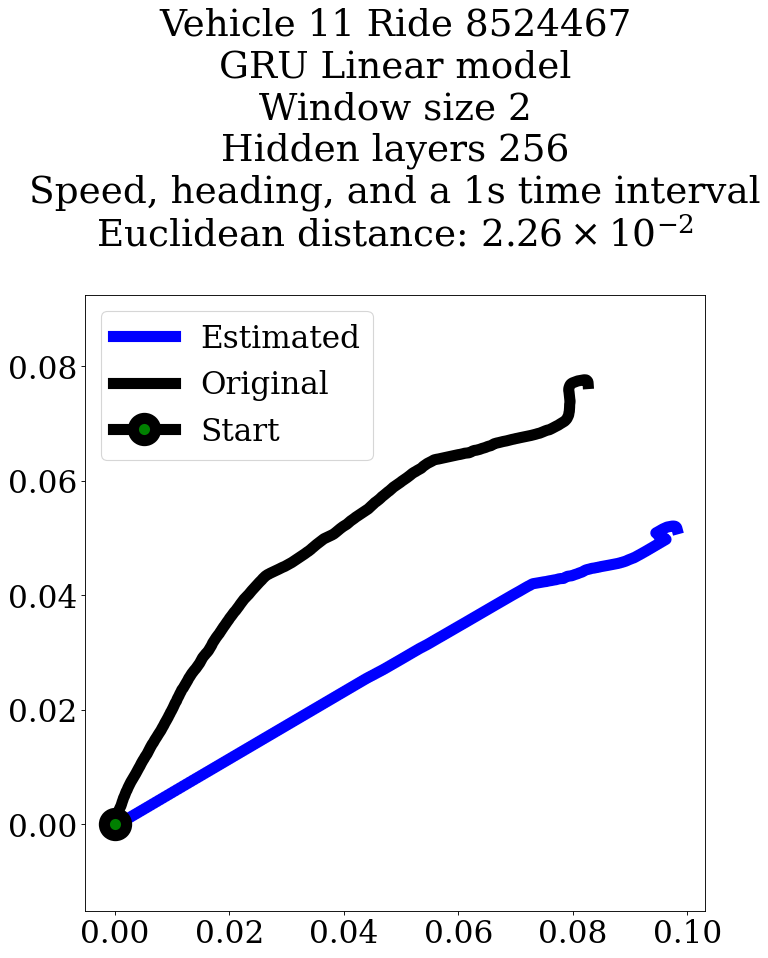 Vehicle 11 Ride 8524467
GRU Linear model
Window size 2
Hidden layers 256
Speed, heading, and a 1s time interval
Euclidean distance: 2.26 × 10⁻²
Estimated
Original
Start
0.08
0.06
0.04
0.02
0.00
0.00 0.02 0.04 0.06 0.08 0.10